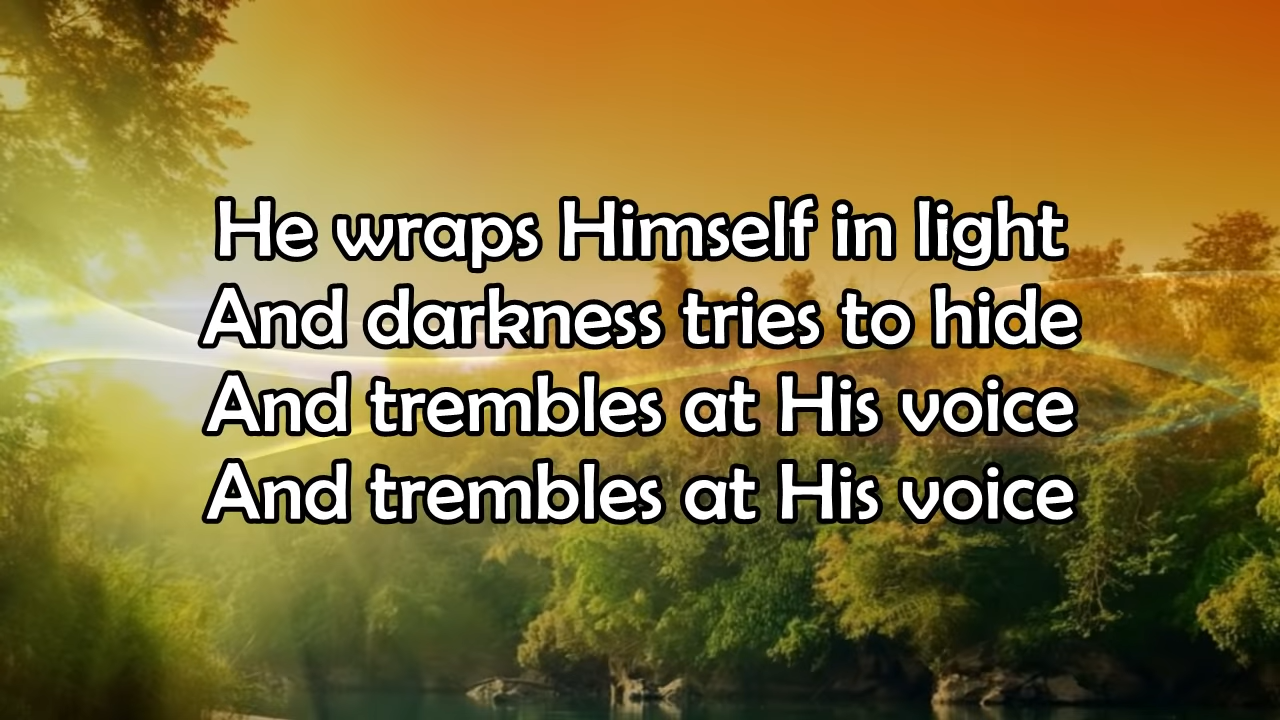 He wraps Himself in light
And darkness tries to hide
And trembles at His voice
And trembles at His voice